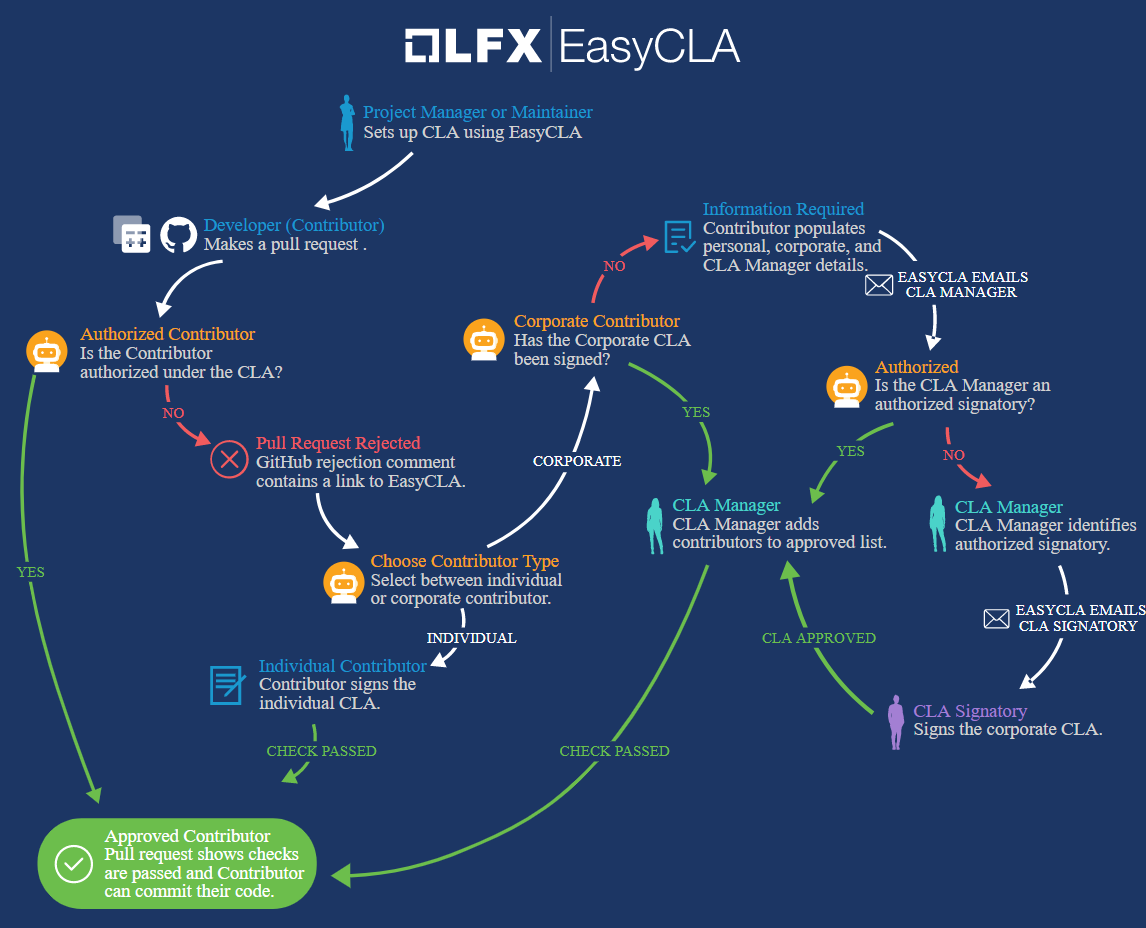 LFX EasyCLA
Project Manager or Maintainer
Sets up CLA using EasyCLA
Developer (Contributor)
Makes a pull request .
Information Required
Contributor populates
personal, corporate, and
CLA Manager details.
NO
EASYCLA EMAILS
CLA MANAGER
Authorized Contributor
Is the Contributor
authorized under the CLA?
Corporate Contributor
Has the Corporate CLA
been signed?
Authorized
Is the CLA Manager an
authorized signatory?
NO
YES
YES
NO
Pull Request Rejected
GitHub rejection comment
contains a link to EasyCLA.
CORPORATE
CLA Manager
CLA Manager adds
contributors to approved list.
CLA Manager
CLA Manager identifies
authorized signatory.
YES
Choose Contributor Type
Select between individual
or corporate contributor.
INDIVIDUAL
CLA APPROVED
EASYCLA EMAILS
CLA SIGNATORY
Individual Contributor
Contributor signs the
individual CLA.
CLA Signatory
Signs the corporate CLA.
CHECK PASSED
CHECK PASSED
Approved Contributor
Pull request shows checks
are passed and Contributor
can commit their code.